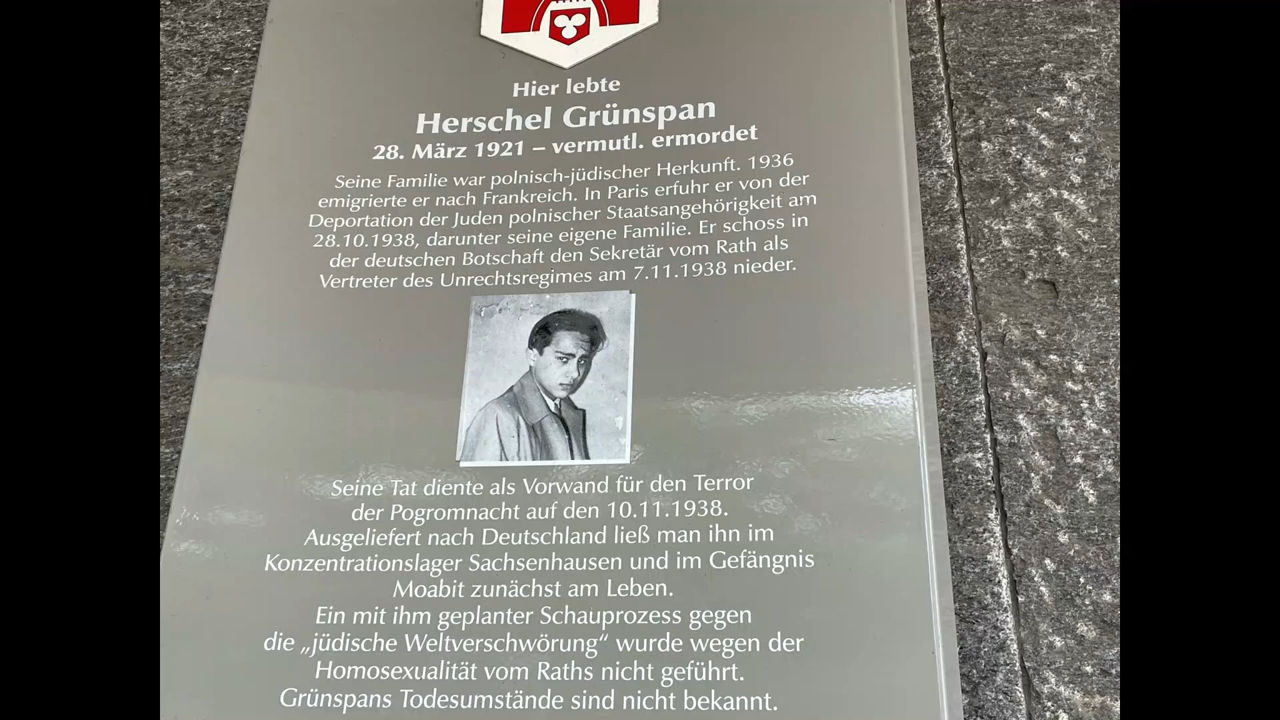 Hier lebte
Herschel Grünspan
28. März 1921 – vermutl. ermordet
Seine Familie war polnisch-jüdischer Herkunft. 1936
emigrierte er nach Frankreich. In Paris erfuhr er von der
Deportation der Juden polnischer Staatsangehörigkeit am
28.10.1938, darunter seine eigene Familie. Er schoss in
der deutschen Botschaft den Sekretär vom Rath als
Vertreter des Unrechtsregimes am 7.11.1938 nieder.
Seine Tat diente als Vorwand für den Terror
der Pogromnacht auf den 10.11.1938.
Ausgeliefert nach Deutschland ließ man ihn im
Konzentrationslager Sachsenhausen und im Gefängnis
Moabit zunächst am Leben.
Ein mit ihm geplanter Schauprozess gegen
die „jüdische Weltverschwörung“ wurde wegen der
Homosexualität vom Raths nicht geführt.
Grünspans Todesumstände sind nicht bekannt.